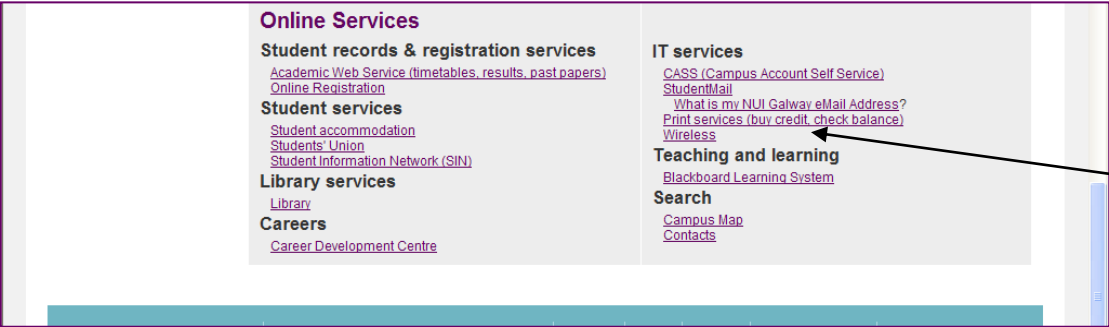 Online Services
Student records & registration services
Academic Web Service (timetables, results, past papers)
Online Registration
Student services
Student accommodation
Students' Union
Student Information Network (SIN)
Library services
Library
Careers
Career Development Centre
IT services
CASS (Campus Account Self Service)
StudentMail
What is my NUI Galway eMail Address?
Print services (buy credit, check balance)
Wireless
Teaching and learning
Blackboard Learning System
Search
Campus Map
Contacts